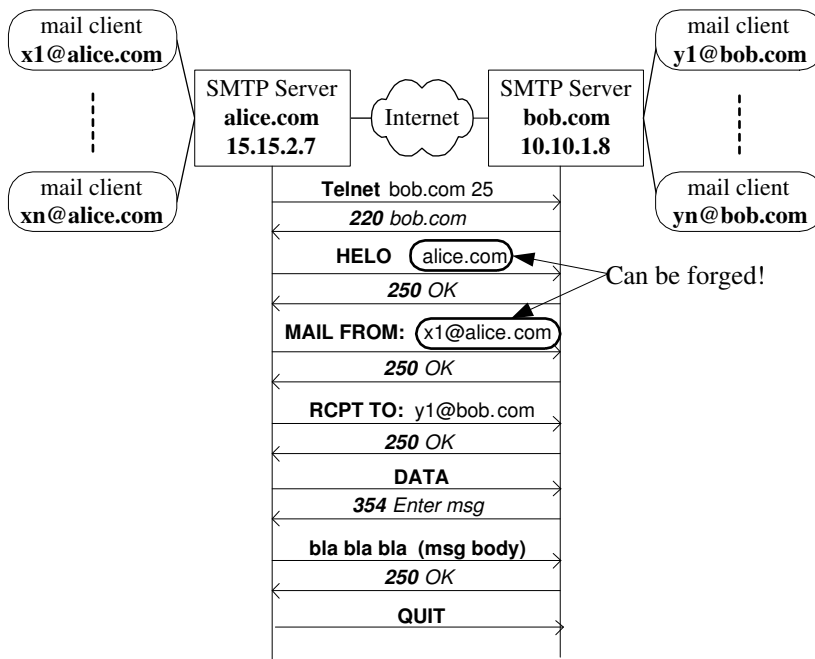 mail client
x1@alice.com
mail client
xn@alice.com
SMTP Server
alice.com
15.15.2.7
Internet
SMTP Server
bob.com
10.10.1.8
mail client
y1@bob.com
mail client
yn@bob.com
Telnet bob.com 25
220 bob.com
HELO alice.com
Can be forged!
250 OK
MAIL FROM: x1@alice.com
250 OK
RCPT TO: y1@bob.com
250 OK
DATA
354 Enter msg
bla bla bla (msg body)
250 OK
QUIT